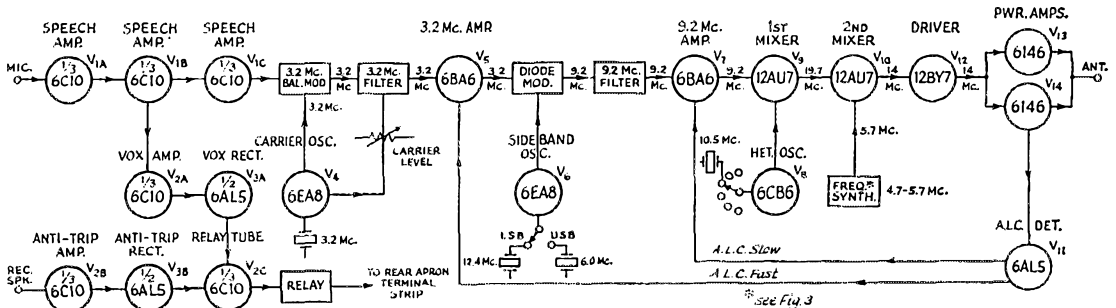 SPEECH AMP.
SPEECH AMP.
SPEECH AMP.
3.2 Mc. AMP.
9.2 Mc. AMP.
1ST MIXER
2ND MIXER
DRIVER
PWR. AMPS.
MIC.
1/3 6C10 V1A
1/3 6C10 V1B
1/3 6C10 V1C
3.2 Mc. BAL. MOD
3.2 Mc
3.2 Mc. FILTER
3.2 Mc
6BA6 V5
3.2 Mc
DIODE MOD.
9.2 Mc.
9.2 Mc. FILTER
9.2 Mc
6BA6 V7
9.2 Mc
12AU7 V9
19.7 Mc.
12AU7 V10
14 Mc.
12BY7 V12
14 Mc.
6146 V13
6146 V14
ANT.
3.2 Mc.
CARRIER OSC.
CARRIER LEVEL
SIDE BAND OSC.
10.5 Mc.
HET. OSC.
5.7 Mc.
VOX AMP.
VOX RECT.
1/3 6C10 V2A
1/2 6AL5 V3A
6EA8 V4
6EA8 V6
6CB6 V8
FREQ.* SYNTH.
4.7-5.7 Mc.
3.2 Mc.
L.S.B
U.S.B
12.4 Mc.
6.0 Mc.
ANTI-TRIP AMP.
ANTI-TRIP RECT.
RELAY TUBE
REC. SPK.
1/3 6C10 V2B
1/2 6AL5 V3B
1/3 6C10 V2C
RELAY
TO REAR APRON TERMINAL STRIP
A.L.C. Slow
A.L.C. Fast
A.L.C. DET.
6AL5 V11
* see Fig. 3